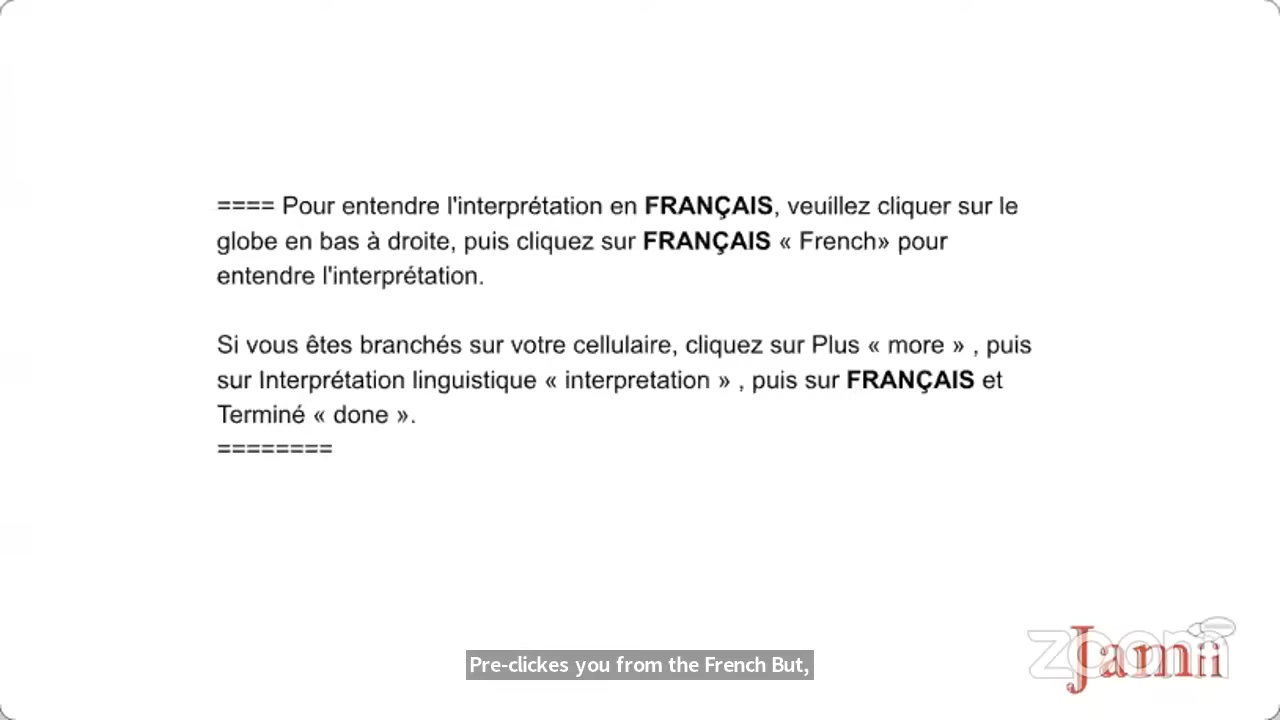 ==== Pour entendre l'interprétation en FRANÇAIS, veuillez cliquer sur le
globe en bas à droite, puis cliquez sur FRANÇAIS « French» pour
entendre l'interprétation.
Si vous êtes branchés sur votre cellulaire, cliquez sur Plus « more » , puis
sur Interprétation linguistique « interpretation » , puis sur FRANÇAIS et
Terminé « done ».
========
zoom
Jamii
Pre-clickes you from the French But,